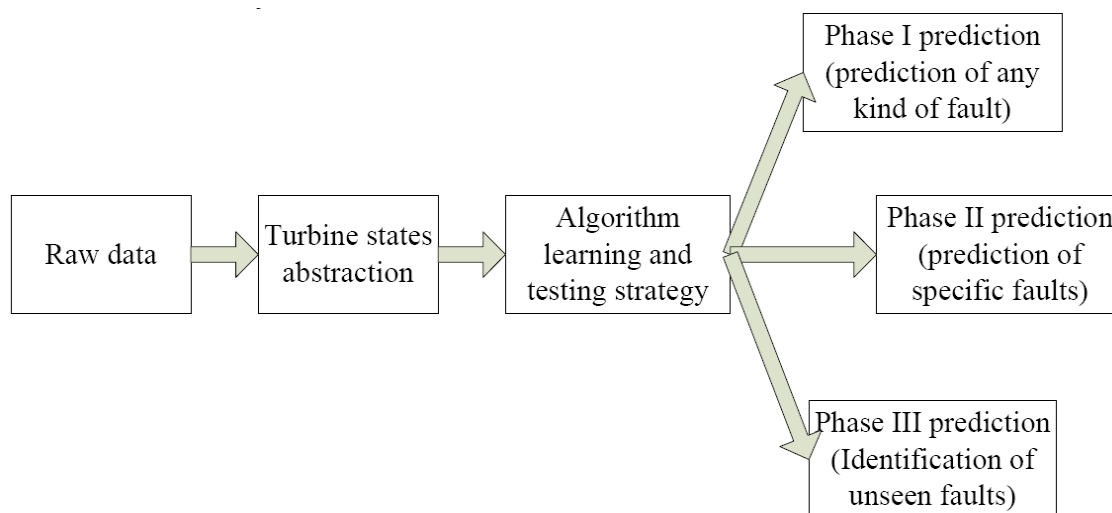 Raw data
Turbine states
abstraction
Algorithm
learning and
testing strategy
Phase I prediction
(prediction of any
kind of fault)
Phase II prediction
(prediction of
specific faults)
Phase III prediction
(Identification of
unseen faults)